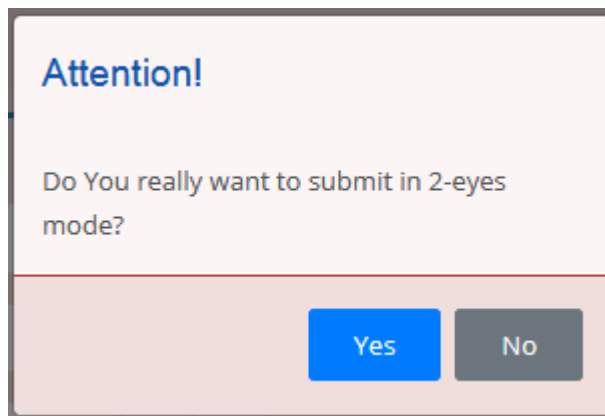 Attention!
Do You really want to submit in 2-eyes
mode?
Yes
No